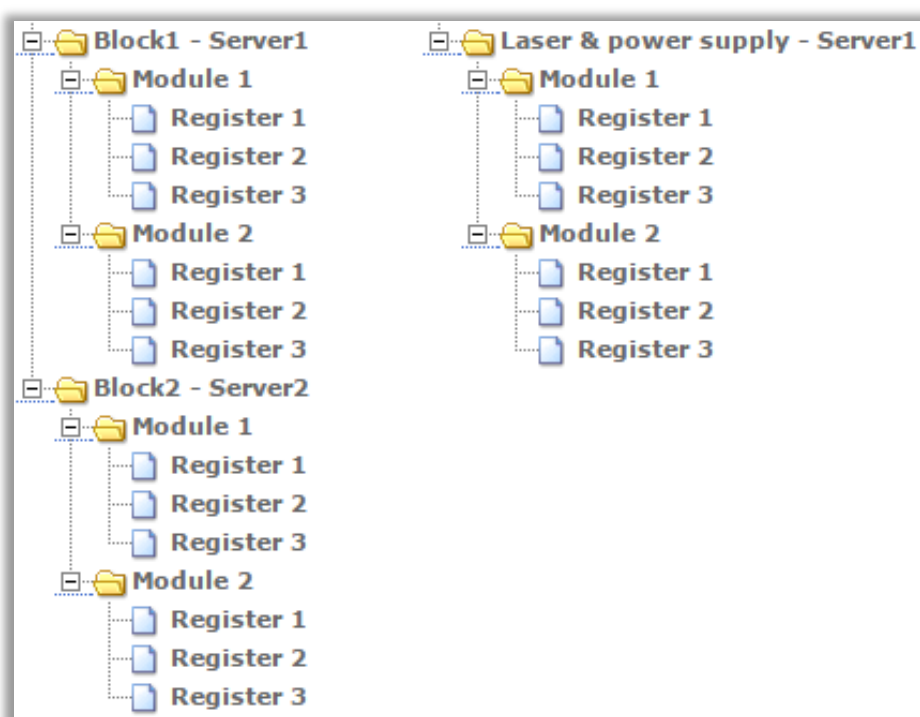 Block1 - Server1
Module 1
Register 1
Register 2
Register 3
Module 2
Register 1
Register 2
Register 3
Block2 - Server2
Module 1
Register 1
Register 2
Register 3
Module 2
Register 1
Register 2
Register 3
Laser & power supply - Server1
Module 1
Register 1
Register 2
Register 3
Module 2
Register 1
Register 2
Register 3